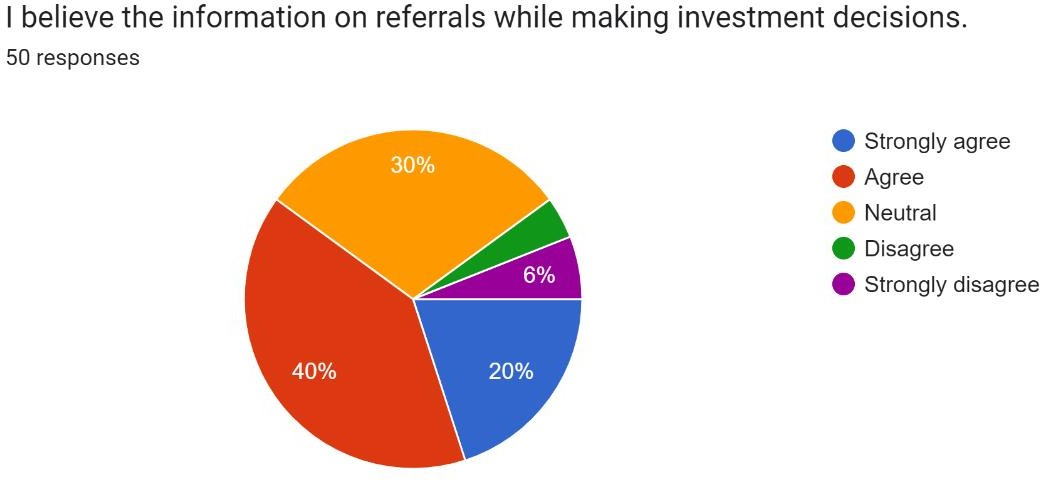 I believe the information on referrals while making investment decisions.
50 responses
30%
6%
40%
20%
Strongly agree
Agree
Neutral
Disagree
Strongly disagree